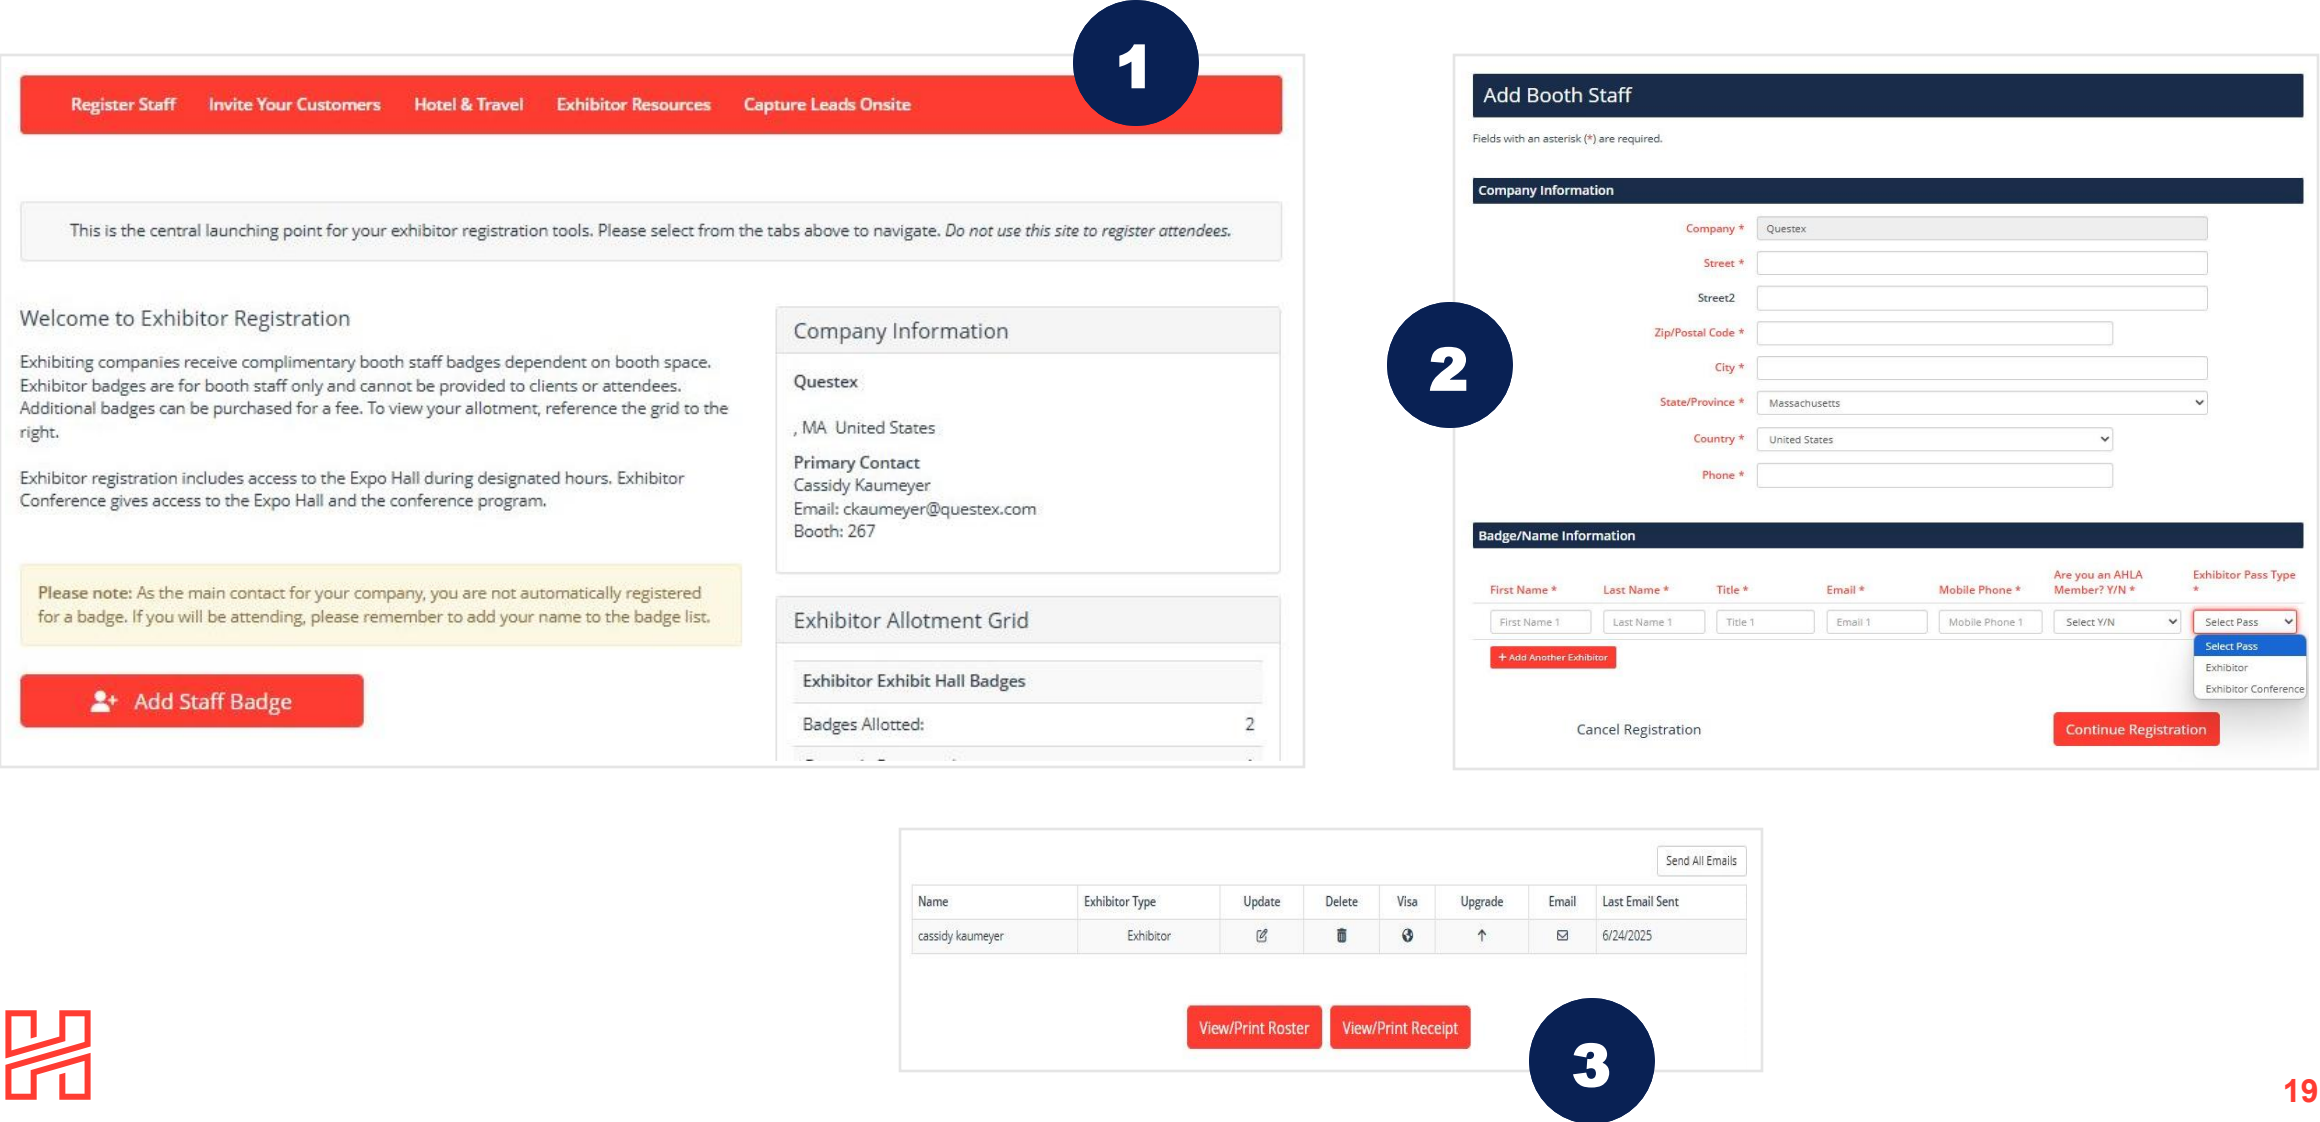 1
Register Staff Invite Your Customers Hotel & Travel Exhibitor Resources Capture Leads Onsite
This is the central launching point for your exhibitor registration tools. Please select from the tabs above to navigate. Do not use this site to register attendees.
Welcome to Exhibitor Registration
Exhibiting companies receive complimentary booth staff badges dependent on booth space.
Exhibitor badges are for booth staff only and cannot be provided to clients or attendees.
Additional badges can be purchased for a fee. To view your allotment, reference the grid to the
right.
Exhibitor registration includes access to the Expo Hall during designated hours. Exhibitor
Conference gives access to the Expo Hall and the conference program.
Please note: As the main contact for your company, you are not automatically registered
for a badge. If you will be attending, please remember to add your name to the badge list.
Add Staff Badge
Company Information
Questex
, MA United States
Primary Contact
Cassidy Kaumeyer
Email: ckaumeyer@questex.com
Booth: 267
Exhibitor Allotment Grid
Exhibitor Exhibit Hall Badges
Badges Allotted: 2
2
Add Booth Staff
Fields with an asterisk (*) are required.
Company Information
Company * Questex
Street *
Street2
Zip/Postal Code *
City *
State/Province * Massachusetts
Country * United States
Phone *
Badge/Name Information
First Name * Last Name * Title * Email * Mobile Phone * Are you an AHLA Member? Y/N * Exhibitor Pass Type *
First Name 1 Last Name 1 Title 1 Email 1 Mobile Phone 1 Select Y/N Select Pass
Select Pass
Exhibitor
Exhibitor Conference
+ Add Another Exhibitor
Cancel Registration Continue Registration
Send All Emails
Name Exhibitor Type Update Delete Visa Upgrade Email Last Email Sent
cassidy kaumeyer Exhibitor 6/24/2025
View/Print Roster View/Print Receipt
3
19